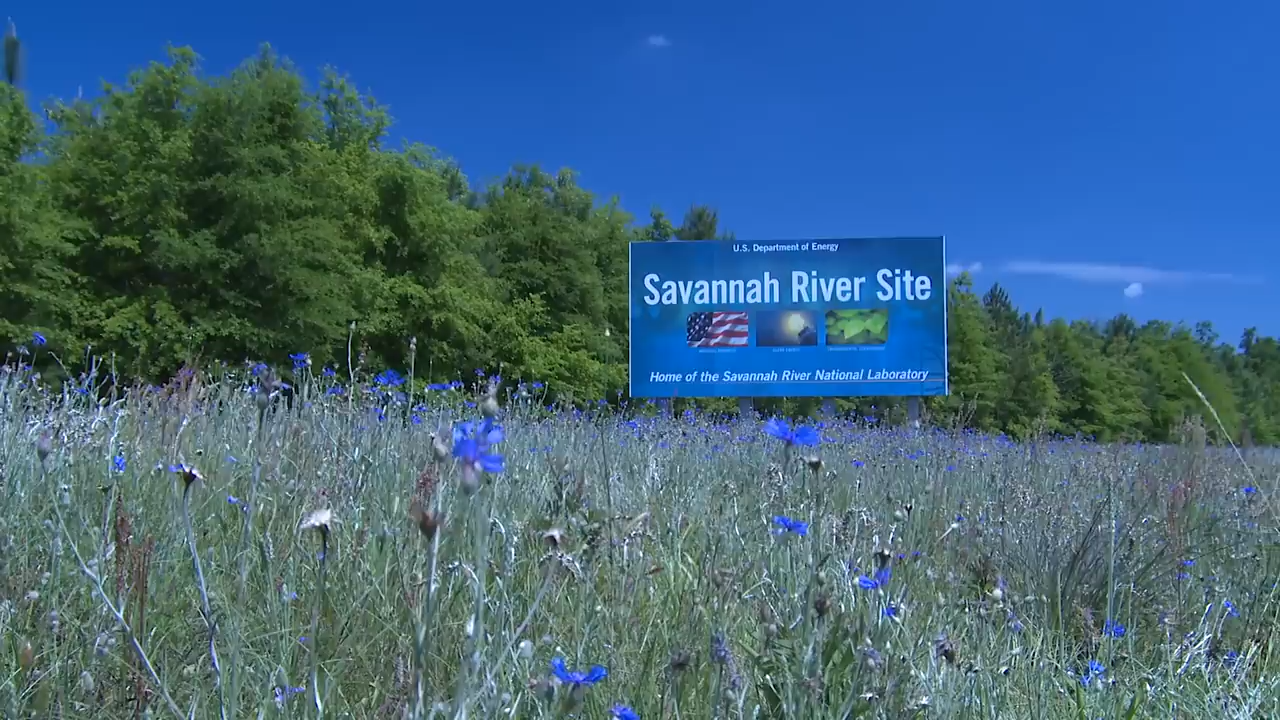 U.S. Department of Energy
Savannah River Site
Home of the Savannah River National Laboratory